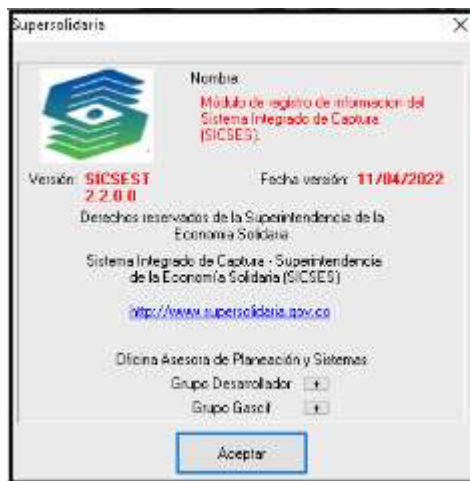 Supersolidaria
Nombre:
Módulo de registro de información del
Sistema Integrado de Captura
(SICSES).
Versión: SICSEST
2.2.0.0
Fecha versión: 11/04/2022
Derechos reservados de la Superintendencia de la
Economía Solidaria
Sistema Integrado de Captura - Superintendencia
de la Economía Solidaria (SICSES)
http://www.supersolidaria.gov.co
Oficina Asesora de Planeación y Sistemas
Grupo Desarrollador +
Grupo Gascif +
Aceptar